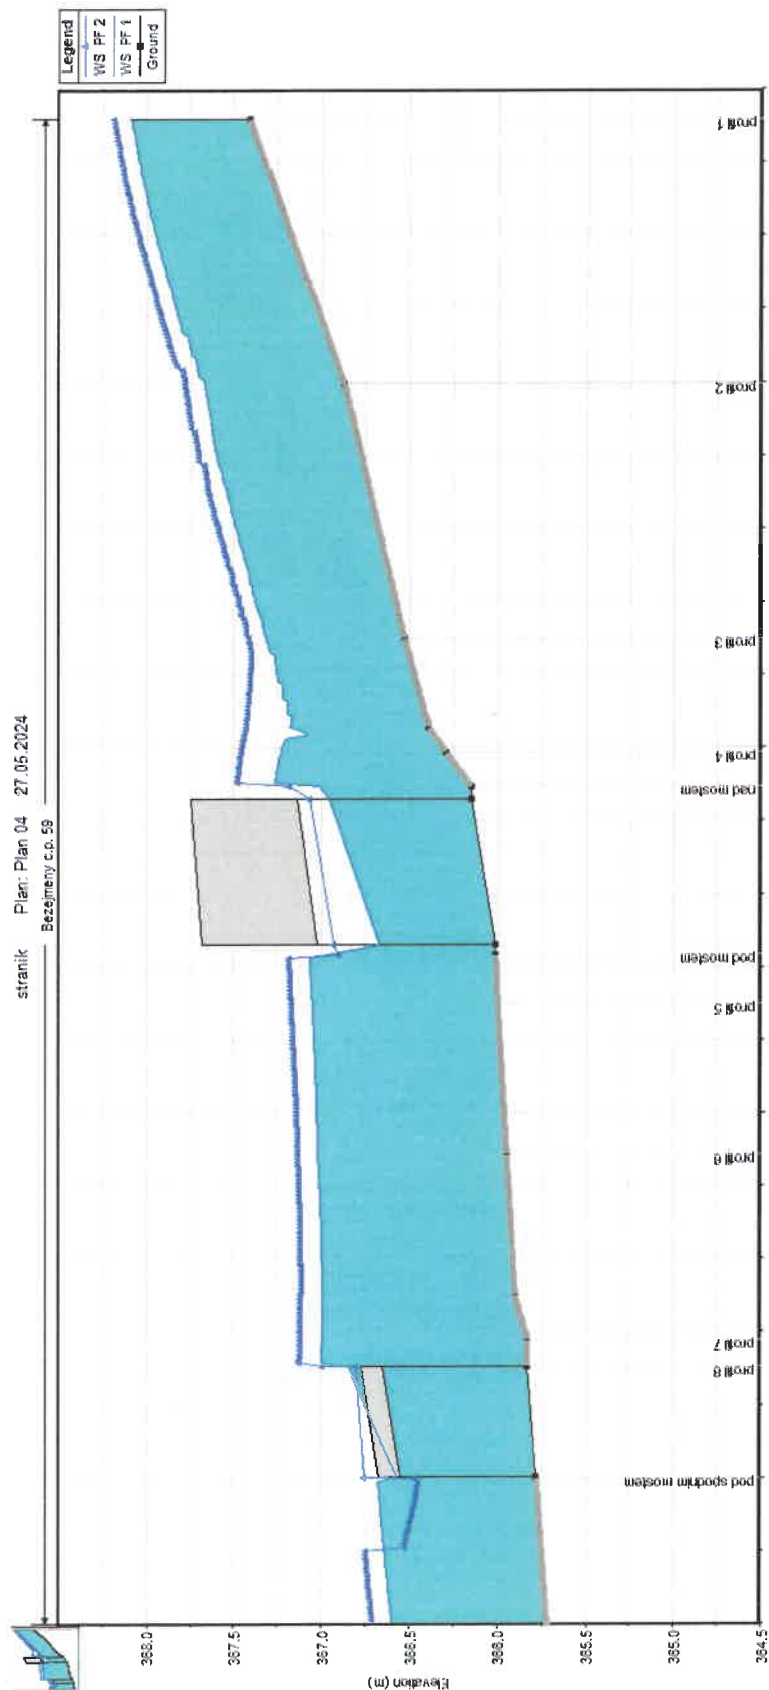 stranik Plan: Plan 04 27.05.2024
Bezejmeny c.p. 59
Legend
WS PF 2
WS PF 1
Ground
Elevation (m)
368.0
367.5
367.0
366.5
366.0
365.5
365.0
364.5
pod spodnim mostem
profil 8
profil 7
profil 6
profil 5
pod mostem
nad mostem
profil 4
profil 3
profil 2
profil 1